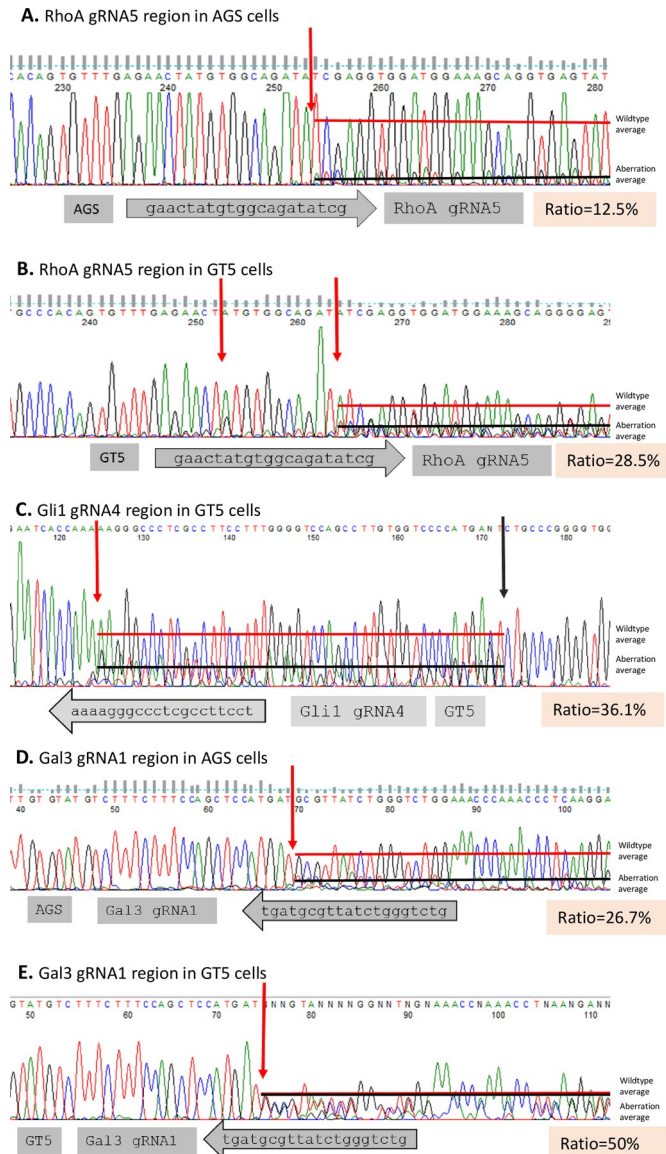 A. RhoA gRNA5 region in AGS cells
CACAGTGTTTGAGAACTATGTGGCAGATATCGAGGTGGATGGAAAGCAGGTGAGTAT
230 240 250 260 270 280
Wildtype average
Aberration average
AGS gaactatgtggcagatatcg RhoA gRNA5 Ratio=12.5%
B. RhoA gRNA5 region in GT5 cells
TGCCCACAGTGTTTGAGAACTATGTGGCAGATATCGAGGTGGATGGAAAGCAGGGGAG
240 250 260 270 280 29
Wildtype average
Aberration average
GT5 gaactatgtggcagatatcg RhoA gRNA5 Ratio=28.5%
C. Gli1 gRNA4 region in GT5 cells
GAATCACCAAAAAGGGCCCTCGCCTTCCTTTGGGGTCCAGCCTTGTGGTCCCCATGANTCTGCCCGGGGTG
120 130 140 150 160 170 180
Wildtype average
Aberration average
aaaagggccctcgccttcct Gli1 gRNA4 GT5 Ratio=36.1%
D. Gal3 gRNA1 region in AGS cells
TTGTGTATGTCTTTCTTTCCAGCTCCATGATGCGTTATCTGGGTCTGGAAACCCAAACCCTCAAGGA
40 50 60 70 80 90 100
Wildtype average
Aberration average
AGS Gal3 gRNA1 tgatgcgttatctgggtctg Ratio=26.7%
E. Gal3 gRNA1 region in GT5 cells
GTATGTCTTTCTTTCCAGCTCCATGATNNNGTANNNNNGGNNTNGNAAACCNAAACCTNAANGANN
50 60 70 80 90 100 110
Wildtype average
Aberration average
GT5 Gal3 gRNA1 tgatgcgttatctgggtctg Ratio=50%